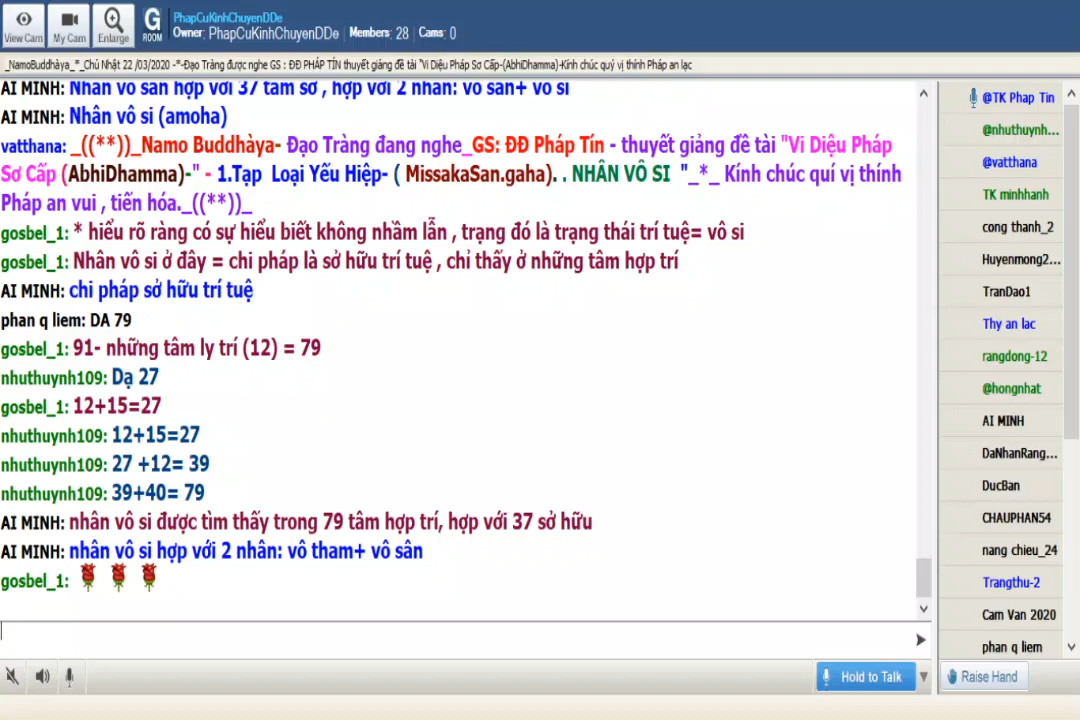 PhapCuKinhChuyenDDe
Owner: PhapCuKinhChuyenDDe Members: 28 Cams: 0
View Cam My Cam Enlarge G ROOM
_NamoBuddhàya_*_Chủ Nhật 22 /03/2020 -*-Đạo Tràng được nghe GS : ĐĐ PHÁP TÍN thuyết giảng đề tài "Vi Diệu Pháp Sơ Cấp-(AbhiDhamma)-Kính chúc quý vị thính Pháp an lạc
AI MINH: Nhân vô sân hợp với 37 tâm sở , hợp với 2 nhân: vô sân+ vô si
AI MINH: Nhân vô si (amoha)
vatthana: _((**))_Namo Buddhàya- Đạo Tràng đang nghe_GS: ĐĐ Pháp Tín - thuyết giảng đề tài "Vi Diệu Pháp
Sơ Cấp (AbhiDhamma)-" - 1.Tạp Loại Yếu Hiệp- ( MissakaSan.gaha). . NHÂN VÔ SI "_*_ Kính chúc quí vị thính
Pháp an vui , tiến hóa._((**))_
gosbel_1: * hiểu rõ ràng có sự hiểu biết không nhầm lẫn , trạng đó là trạng thái trí tuệ= vô si
gosbel_1: Nhân vô si ở đây = chi pháp là sở hữu trí tuệ , chỉ thấy ở những tâm hợp trí
AI MINH: chi pháp sở hữu trí tuệ
phan q liem: DA 79
gosbel_1: 91- những tâm ly trí (12) = 79
nhuthuynh109: Dạ 27
gosbel_1: 12+15=27
nhuthuynh109: 12+15=27
nhuthuynh109: 27 +12= 39
nhuthuynh109: 39+40= 79
AI MINH: nhân vô si được tìm thấy trong 79 tâm hợp trí, hợp với 37 sở hữu
AI MINH: nhân vô si hợp với 2 nhân: vô tham+ vô sân
gosbel_1:
@TK Phap Tin
@nhuthuynh...
@vatthana
TK minhhanh
cong thanh_2
Huyenmong2...
TranDao1
Thy an lac
rangdong-12
@hongnhat
AI MINH
DaNhanRang...
DucBan
CHAUPHAN54
nang chieu_24
Trangthu-2
Cam Van 2020
phan q liem
Hold to Talk
Raise Hand